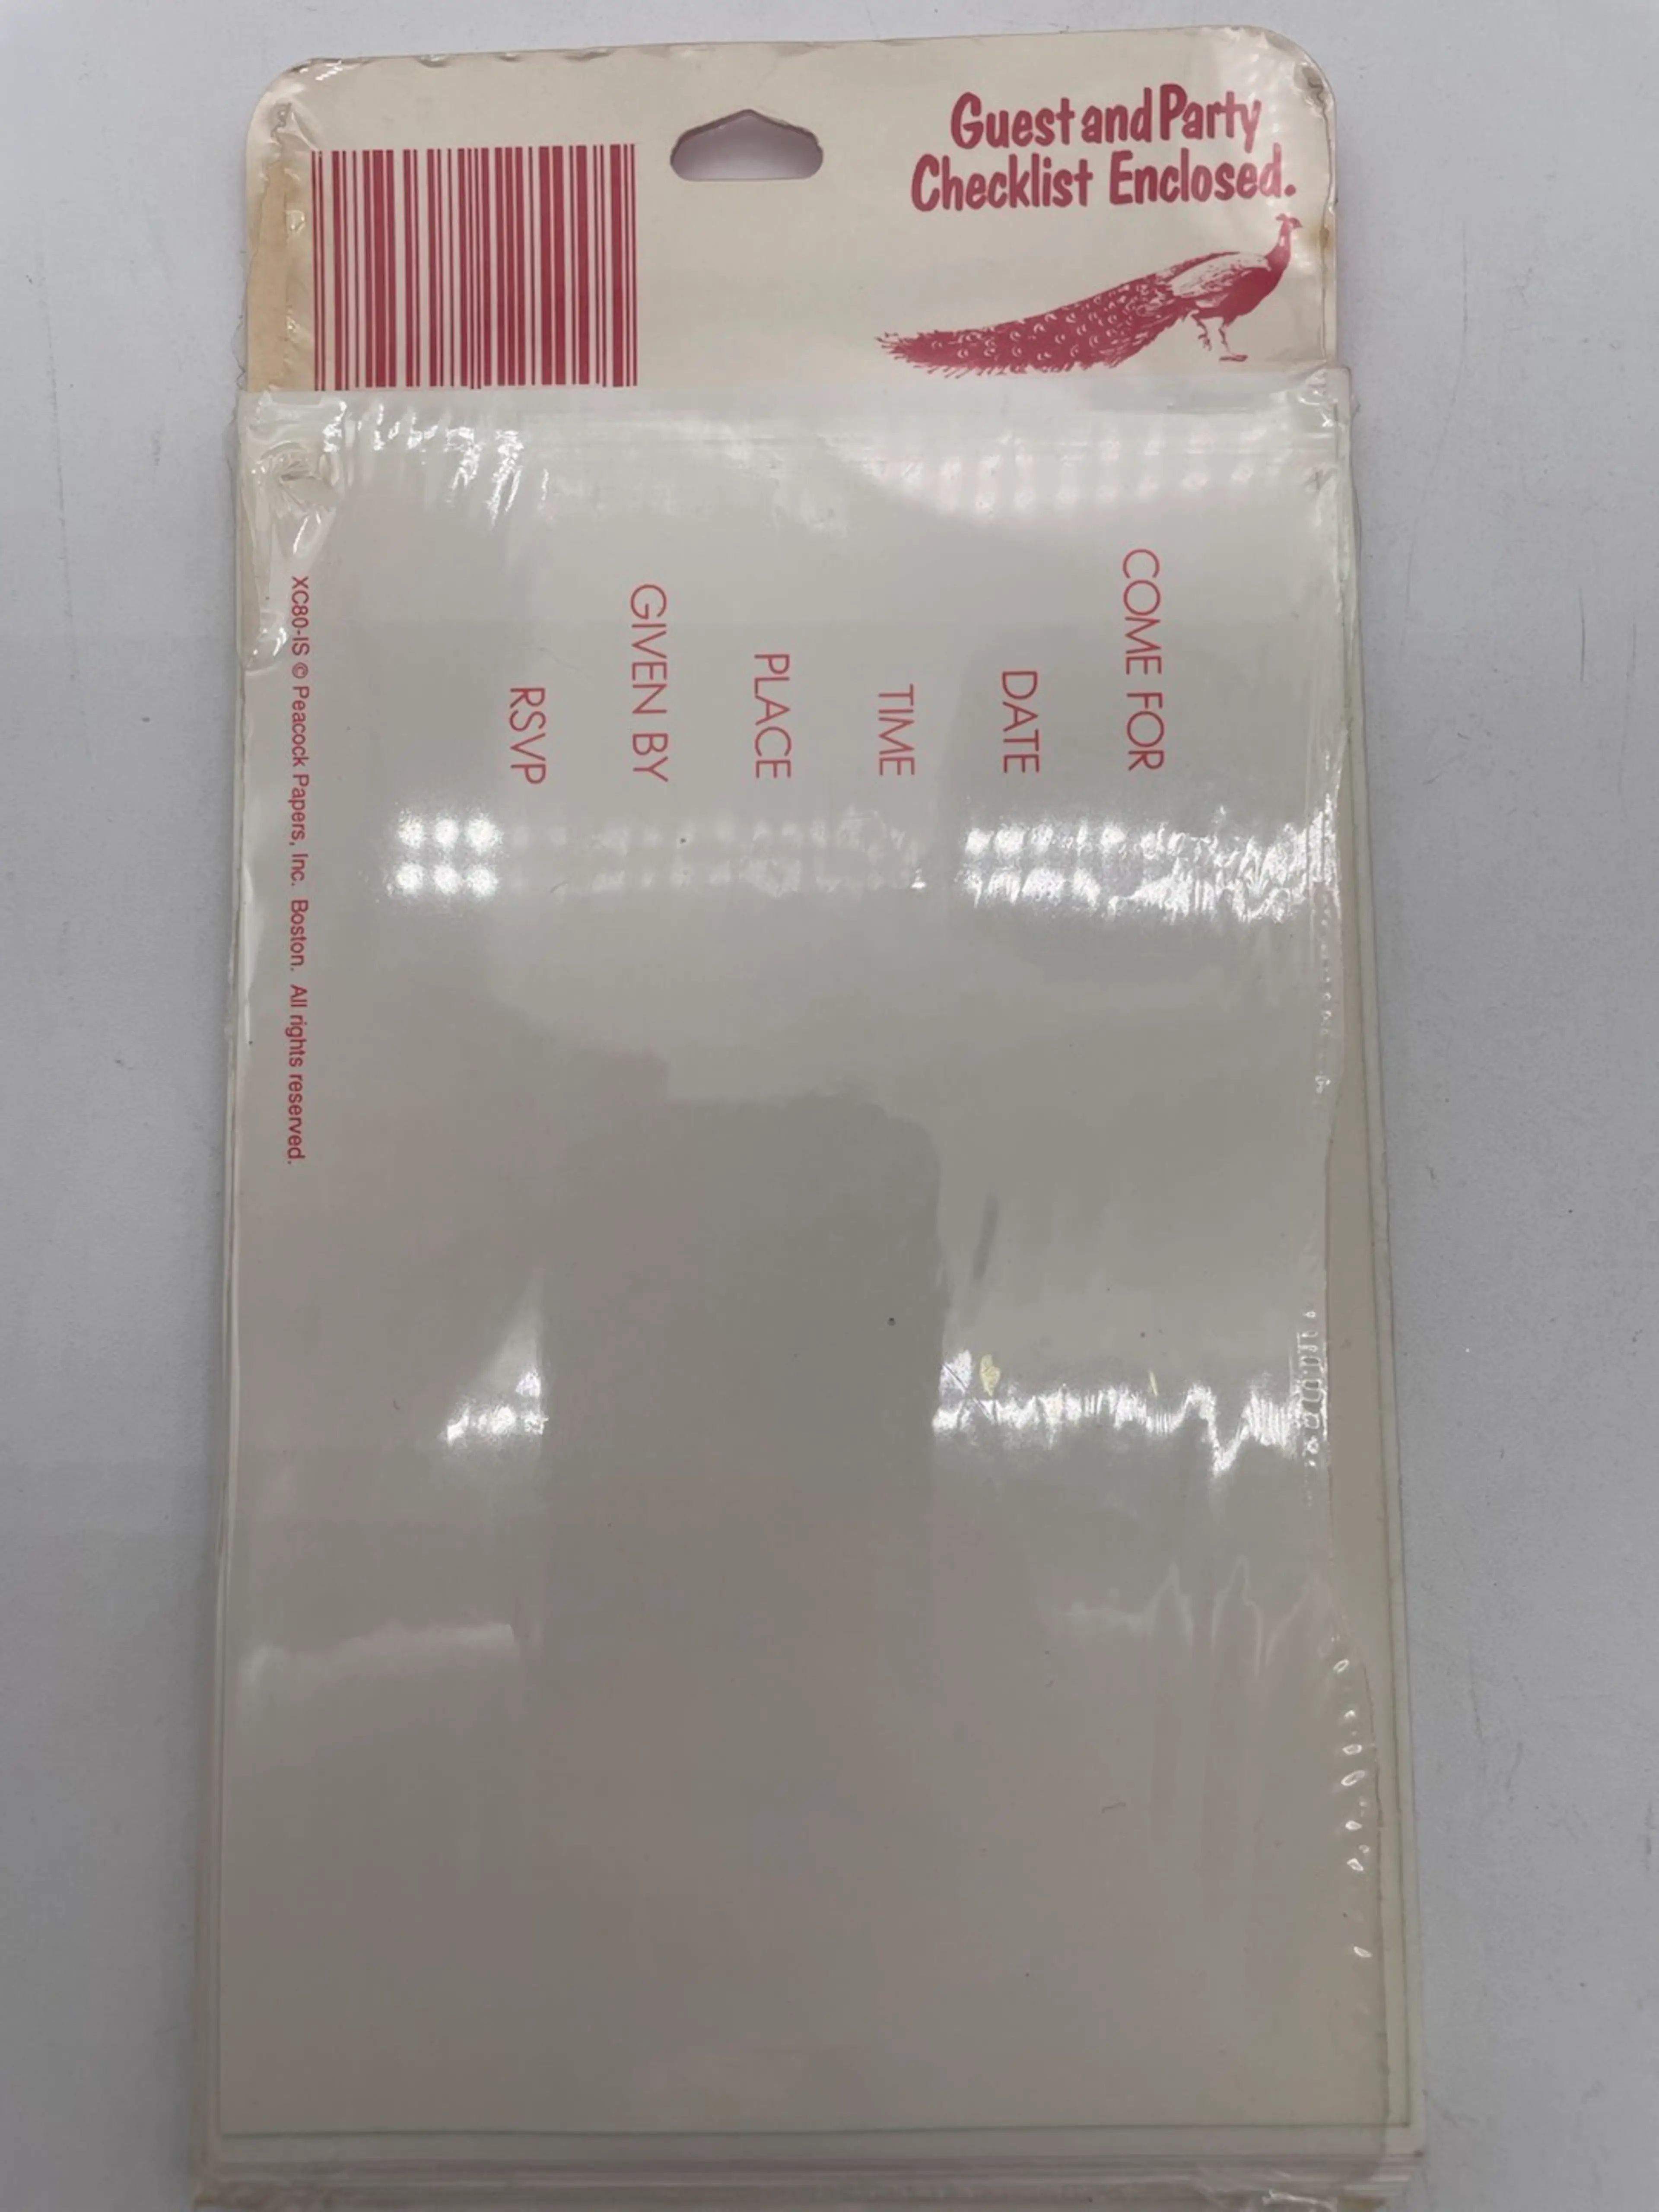 Guest and Party
Checklist Enclosed.
COME FOR
DATE
TIME
PLACE
GIVEN BY
RSVP
XC80-IS © Peacock Papers, Inc. Boston. All rights reserved.